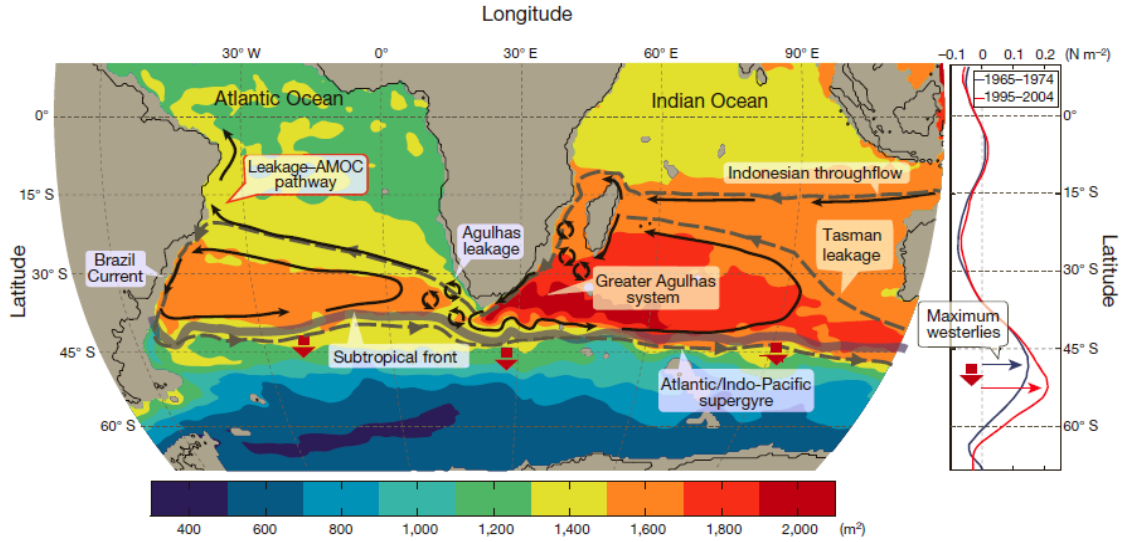 Longitude
30° W
0°
30° E
60° E
90° E
–0.1
0
0.1
0.2
(N m⁻²)
Atlantic Ocean
Indian Ocean
1965–1974
1995–2004
0°
0°
Leakage–AMOC
pathway
Indonesian throughflow
15° S
15° S
Agulhas
leakage
Tasman
leakage
Brazil
Current
Latitude
Latitude
30° S
30° S
Greater Agulhas
system
Maximum
westerlies
Subtropical front
45° S
45° S
Atlantic/Indo-Pacific
supergyre
60° S
60° S
400
600
800
1,000
1,200
1,400
1,600
1,800
2,000
(m²)